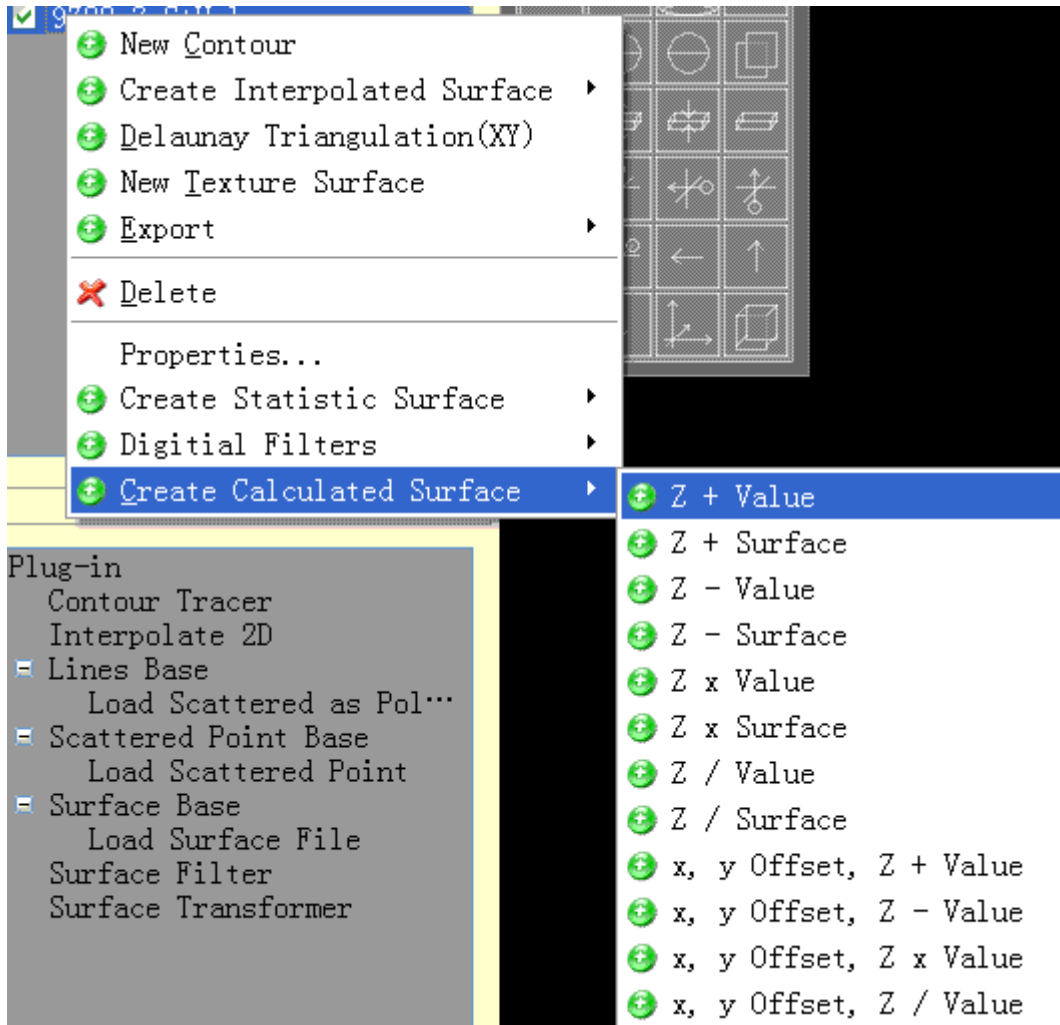 New Contour
Create Interpolated Surface
Delaunay Triangulation(XY)
New Texture Surface
Export
Delete
Properties...
Create Statistic Surface
Digitial Filters
Create Calculated Surface
Z + Value
Z + Surface
Z - Value
Z - Surface
Z x Value
Z x Surface
Z / Value
Z / Surface
x, y Offset, Z + Value
x, y Offset, Z - Value
x, y Offset, Z x Value
x, y Offset, Z / Value
Plug-in
Contour Tracer
Interpolate 2D
Lines Base
Load Scattered as Pol…
Scattered Point Base
Load Scattered Point
Surface Base
Load Surface File
Surface Filter
Surface Transformer